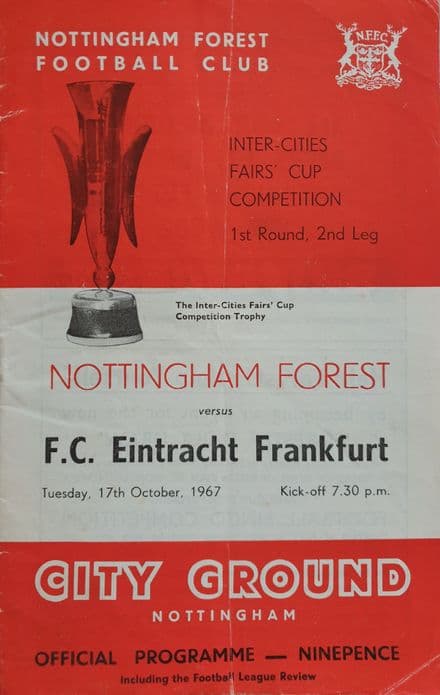 NOTTINGHAM FOREST
FOOTBALL CLUB
N.F.F.C.
INTER-CITIES
FAIRS' CUP
COMPETITION
1st Round, 2nd Leg
The Inter-Cities Fairs' Cup
Competition Trophy
NOTTINGHAM FOREST
versus
F.C. Eintracht Frankfurt
Tuesday, 17th October, 1967 Kick-off 7.30 p.m.
CITY GROUND
NOTTINGHAM
OFFICIAL PROGRAMME — NINEPENCE
Including the Football League Review